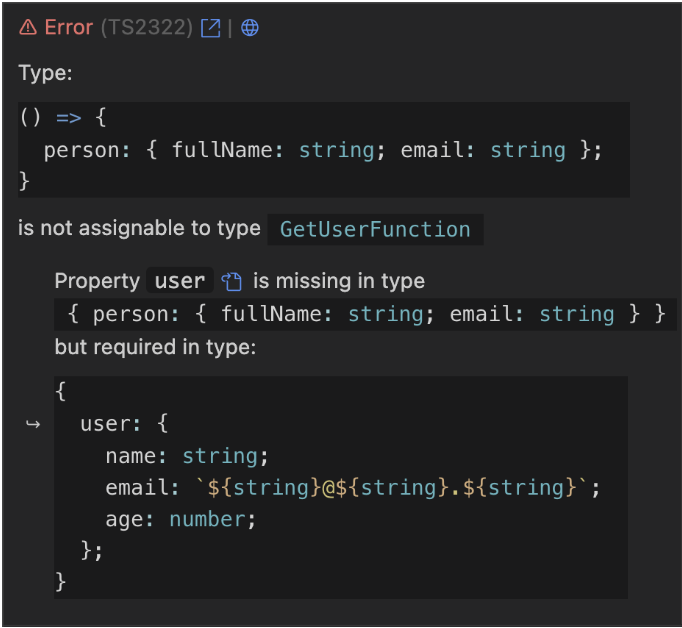 Error (TS2322) |
Type:
() => {
  person: { fullName: string; email: string };
}
is not assignable to type GetUserFunction
Property user is missing in type
{ person: { fullName: string; email: string } }
but required in type:
{
  user: {
    name: string;
    email: `${string}@${string}.${string}`;
    age: number;
  };
}